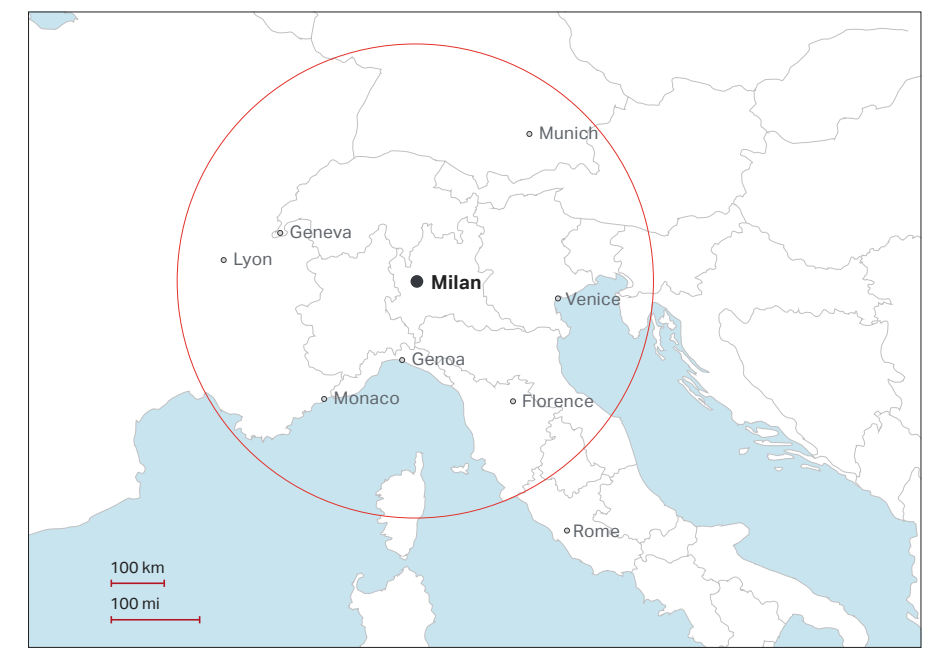 Munich
Geneva
Lyon
Milan
Venice
Genoa
Monaco
Florence
Rome
100 km
100 mi